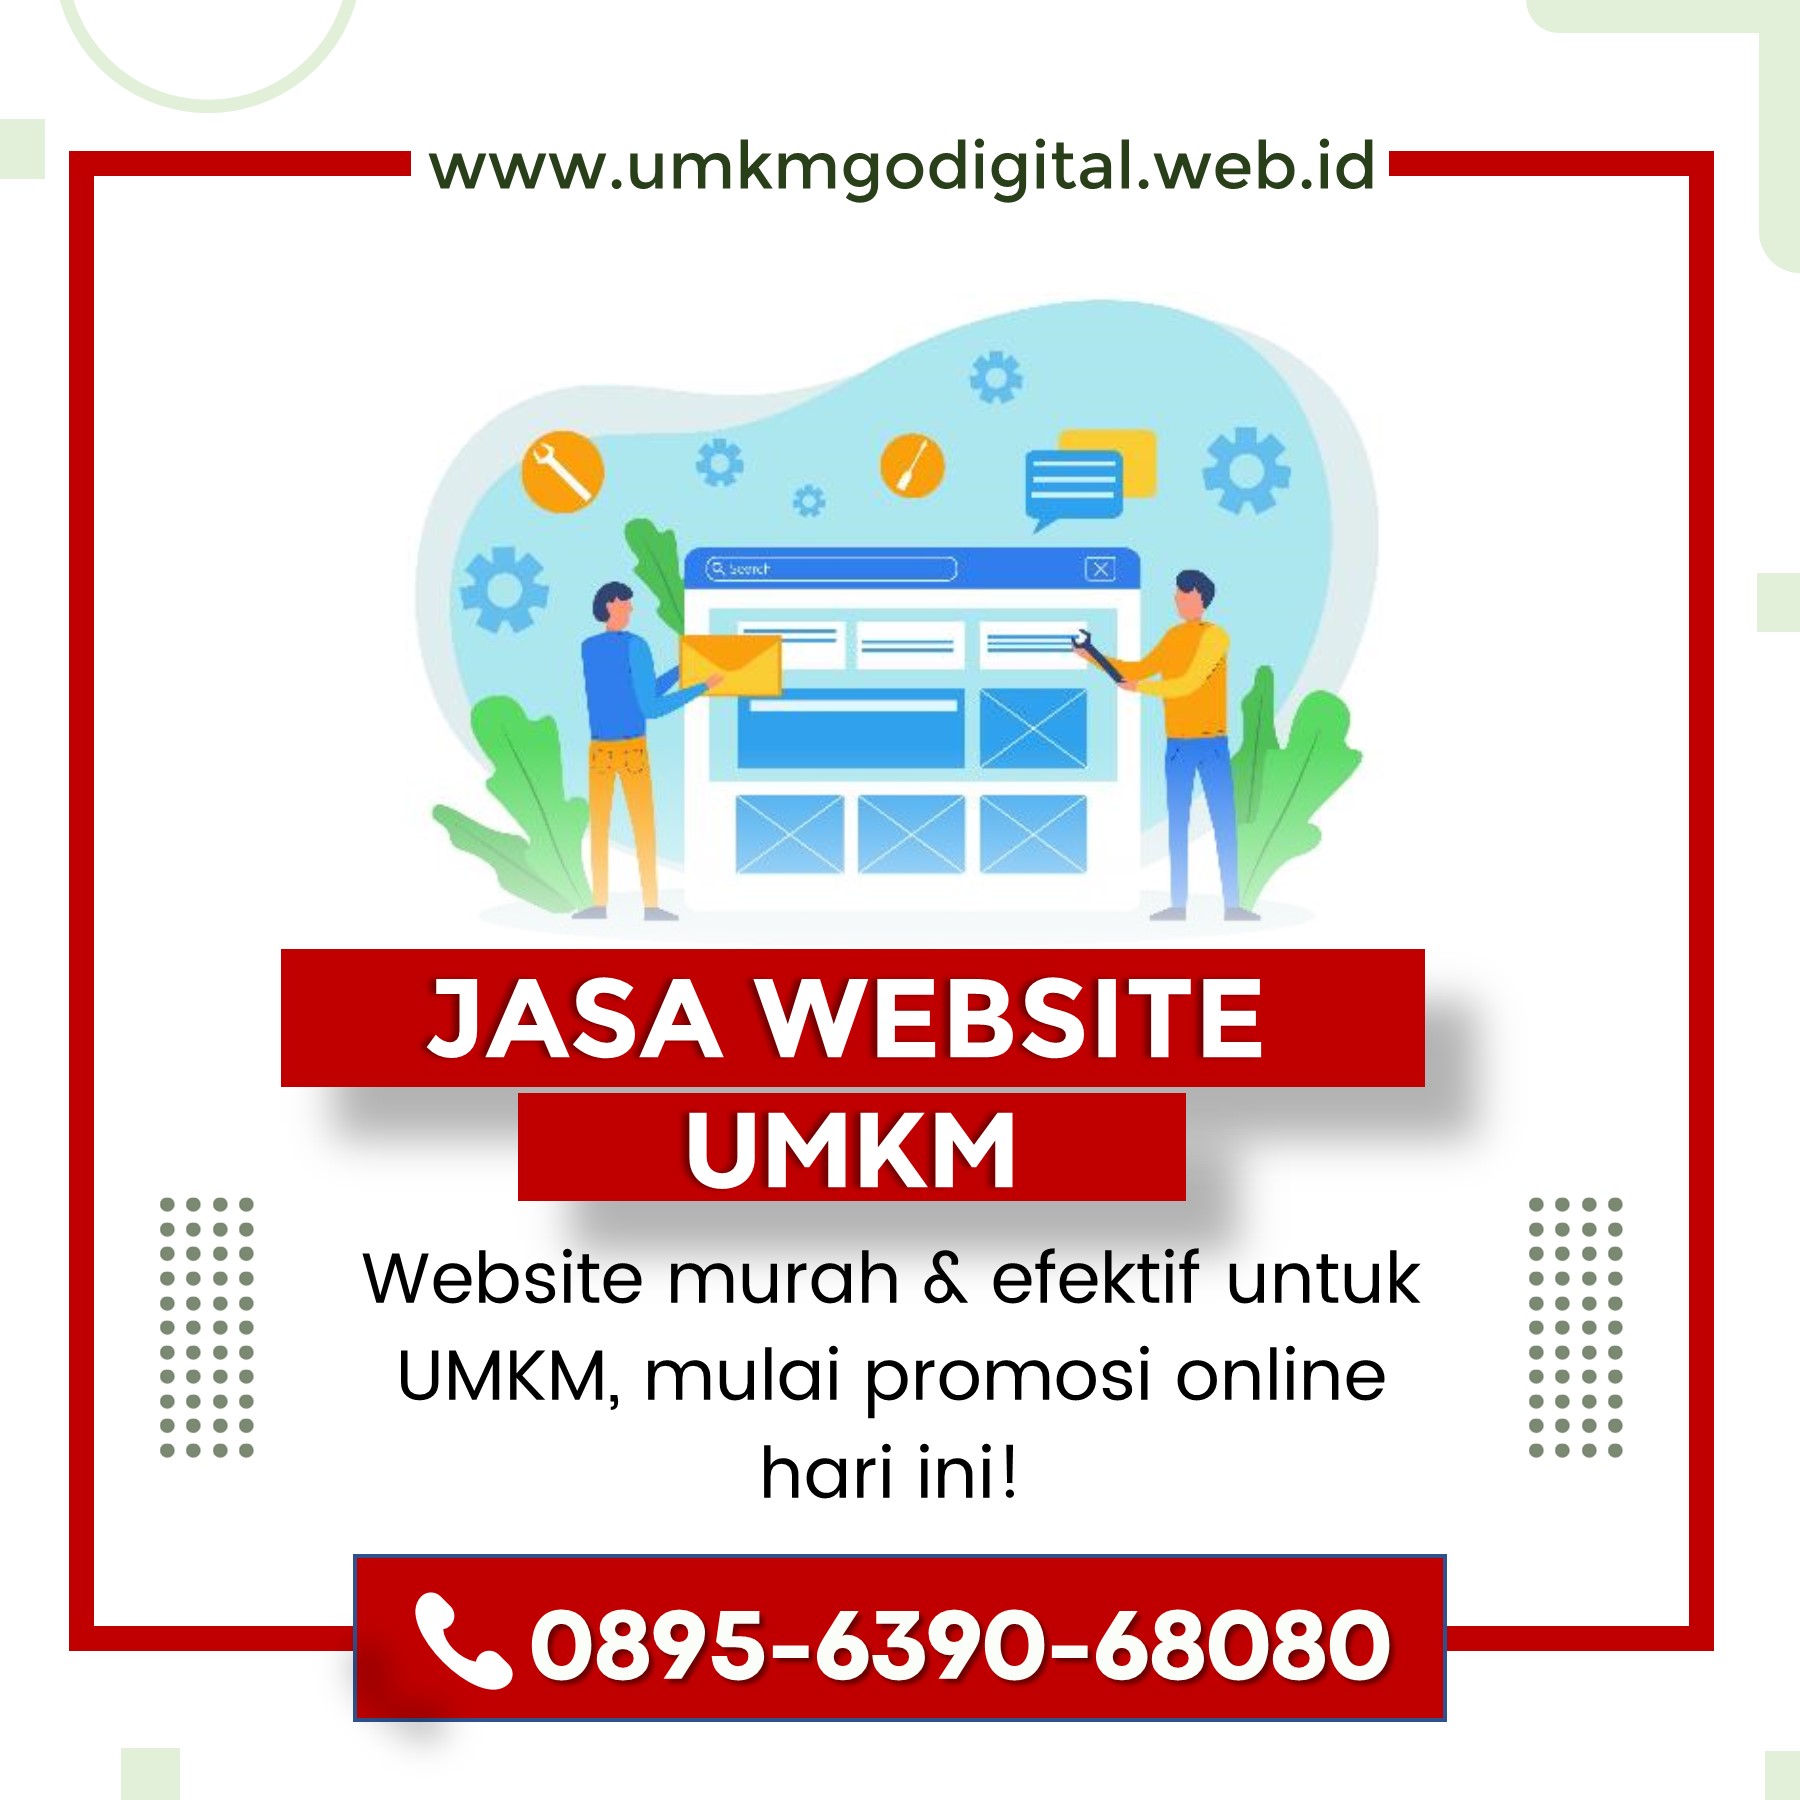 www.umkmgodigital.web.id
Search
JASA WEBSITE
UMKM
Website murah & efektif untuk
UMKM, mulai promosi online
hari ini!
0895-6390-68080